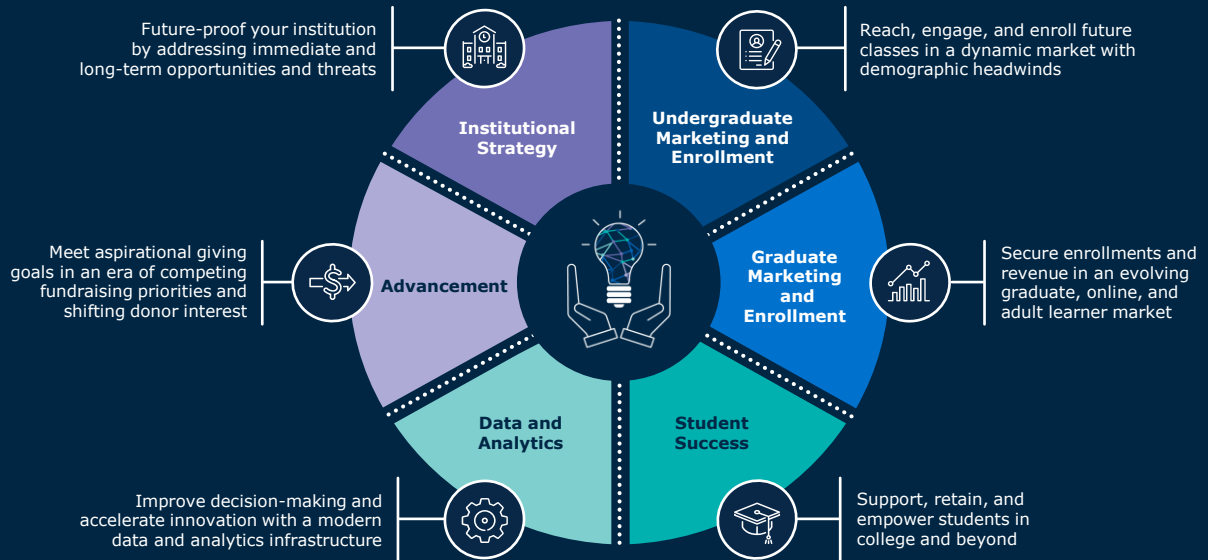 Future-proof your institution
by addressing immediate and
long-term opportunities and threats
Reach, engage, and enroll future
classes in a dynamic market with
demographic headwinds
Institutional
Strategy
Undergraduate
Marketing and
Enrollment
Meet aspirational giving
goals in an era of competing
fundraising priorities and
shifting donor interest
Advancement
Graduate
Marketing
and
Enrollment
Secure enrollments and
revenue in an evolving
graduate, online, and
adult learner market
Data and
Analytics
Student
Success
Improve decision-making and
accelerate innovation with a modern
data and analytics infrastructure
Support, retain, and
empower students in
college and beyond